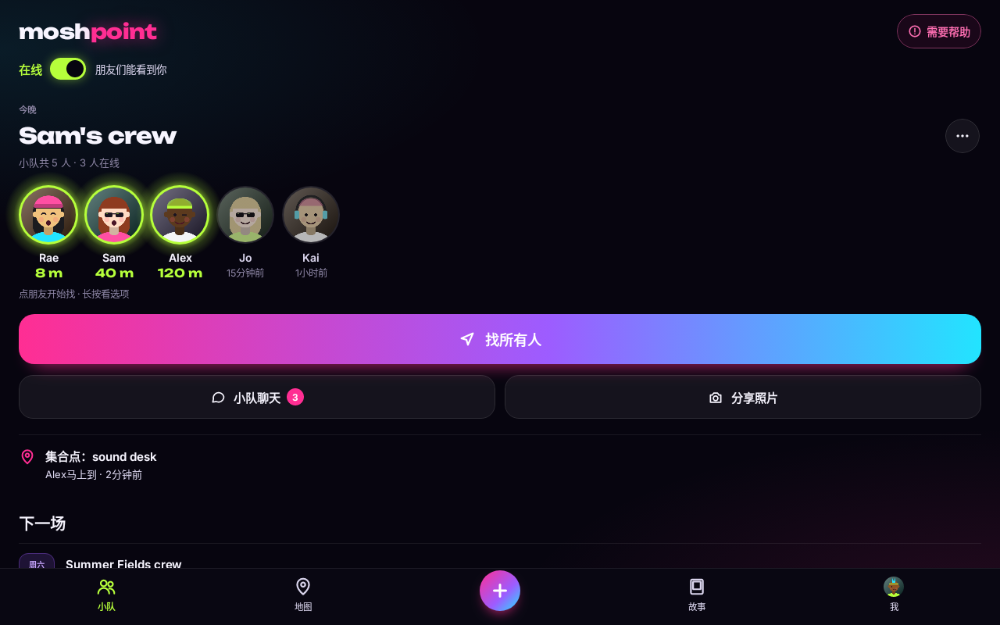 moshpoint
需要帮助
在线
朋友们能看到你
今晚
Sam's crew
小队共 5 人 · 3 人在线
Rae
8 m
Sam
40 m
Alex
120 m
Jo
15分钟前
Kai
1小时前
点朋友开始找 · 长按看选项
找所有人
小队聊天 3
分享照片
集合点：sound desk
Alex马上到 · 2分钟前
下一场
周六
Summer Fields crew
小队
地图
故事
我